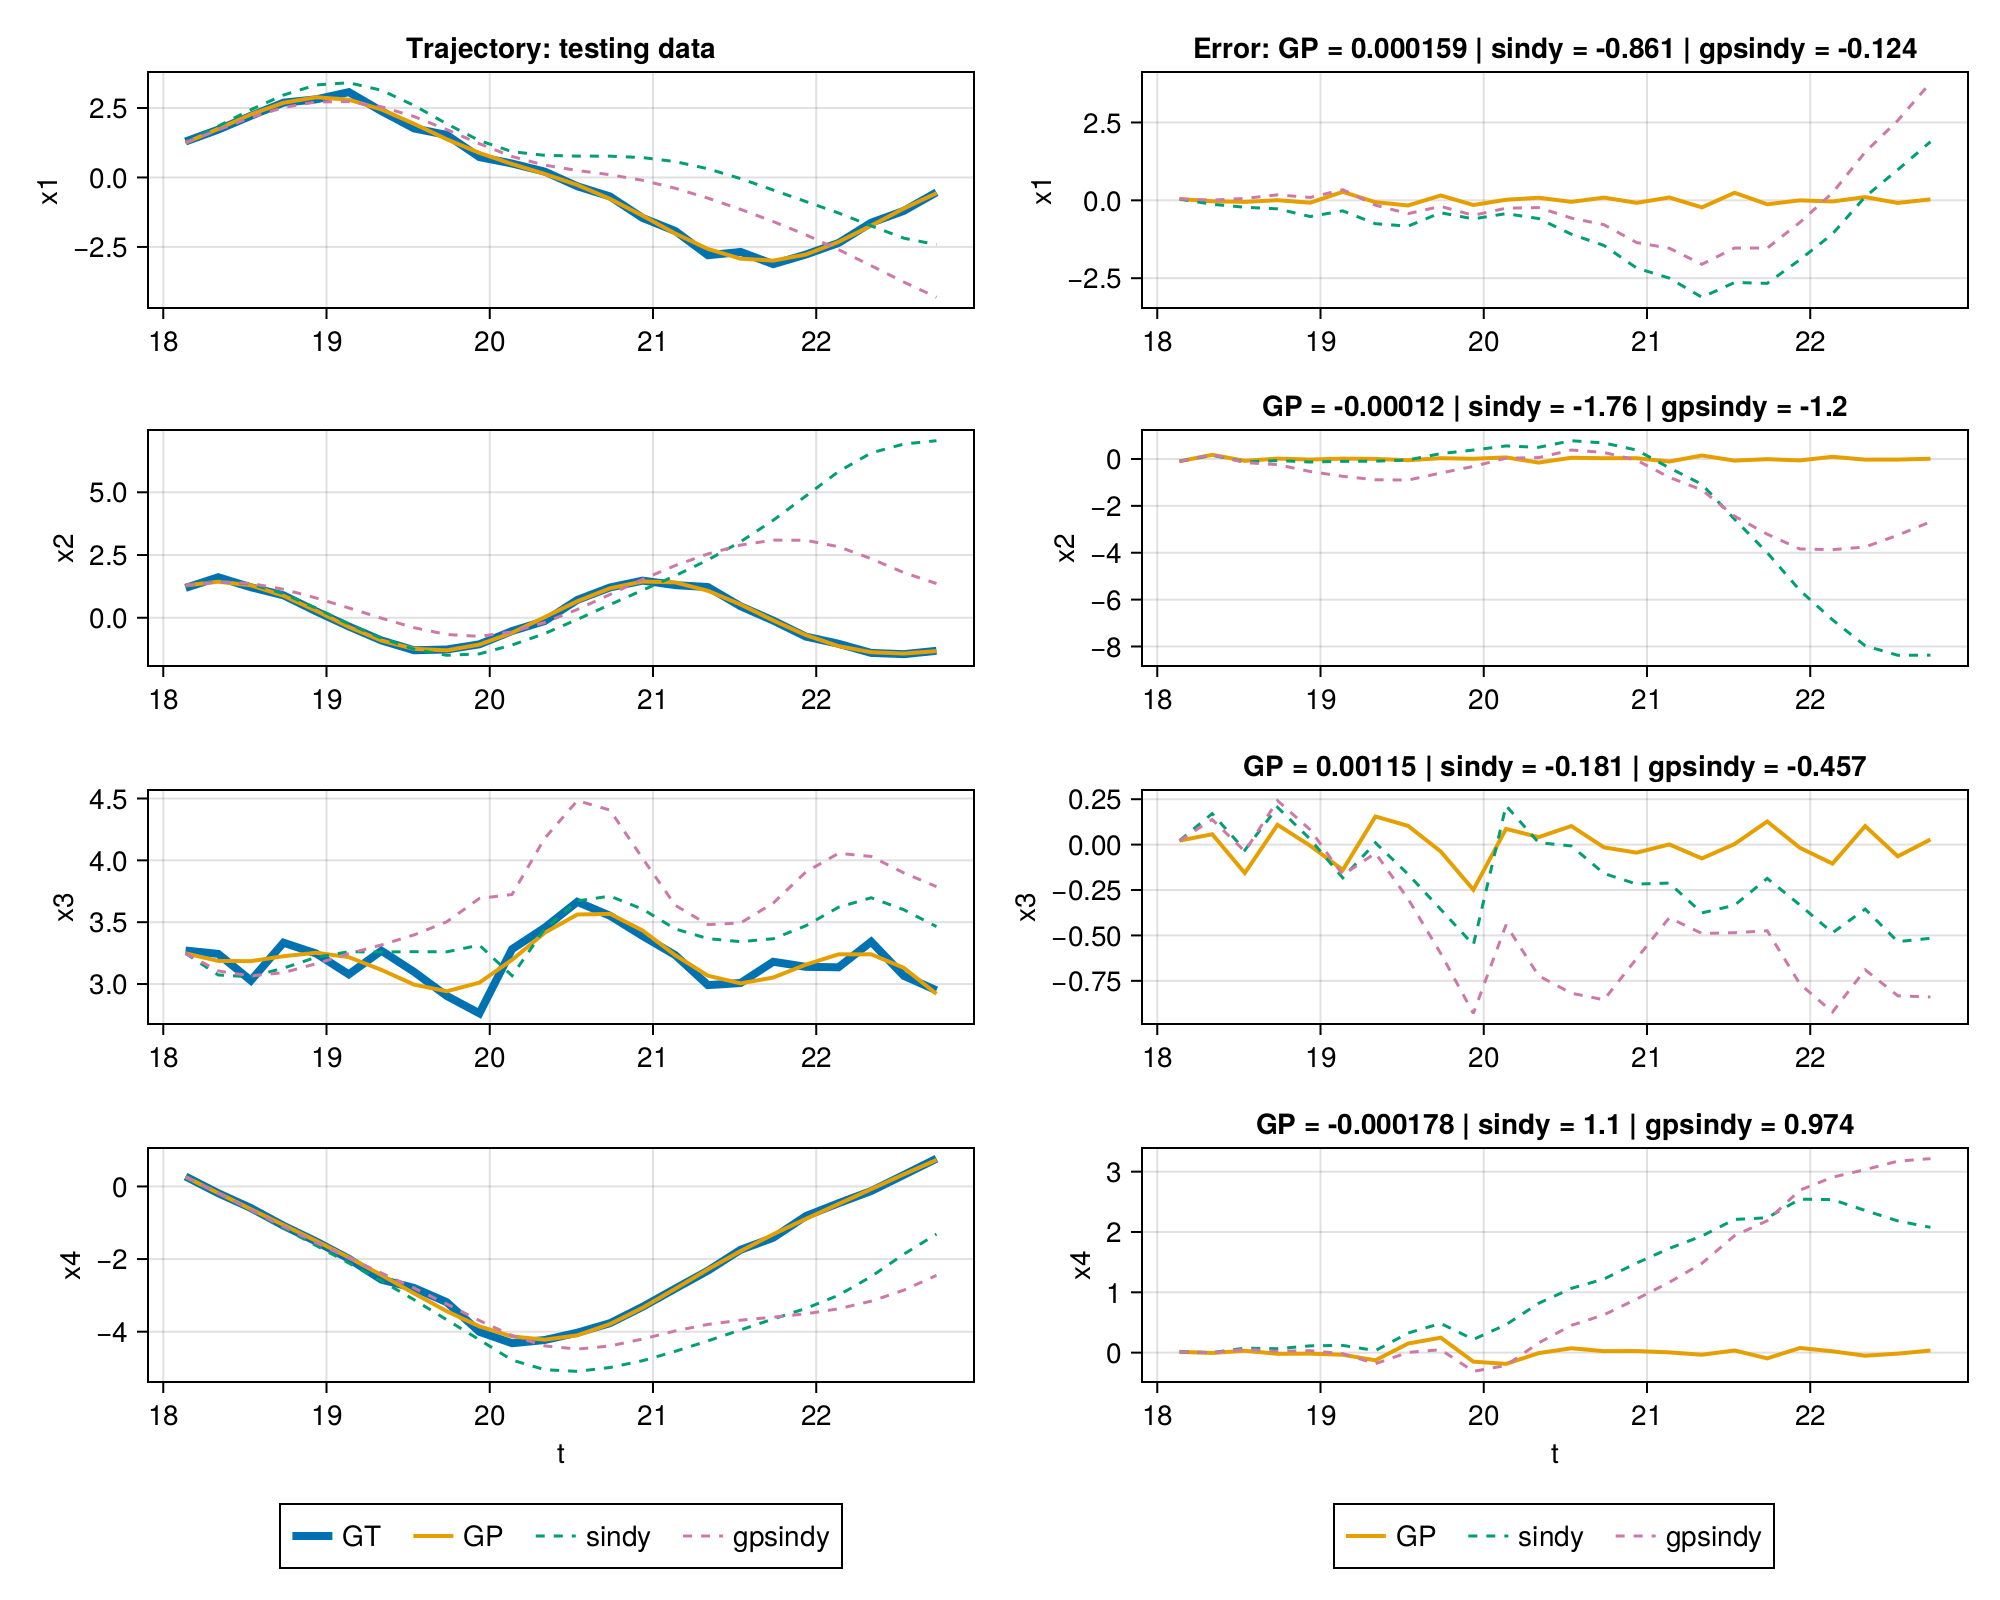 Trajectory: testing data
Error: GP = 0.000159 | sindy = -0.861 | gpsindy = -0.124
x1
2.5
0.0
−2.5
18 19 20 21 22
x1
2.5
0.0
−2.5
18 19 20 21 22
GP = -0.00012 | sindy = -1.76 | gpsindy = -1.2
x2
5.0
2.5
0.0
18 19 20 21 22
x2
0
−2
−4
−6
−8
18 19 20 21 22
GP = 0.00115 | sindy = -0.181 | gpsindy = -0.457
x3
4.5
4.0
3.5
3.0
18 19 20 21 22
x3
0.25
0.00
−0.25
−0.50
−0.75
18 19 20 21 22
GP = -0.000178 | sindy = 1.1 | gpsindy = 0.974
x4
0
−2
−4
18 19 20 21 22
t
x4
3
2
1
0
18 19 20 21 22
t
GT GP sindy gpsindy
GP sindy gpsindy